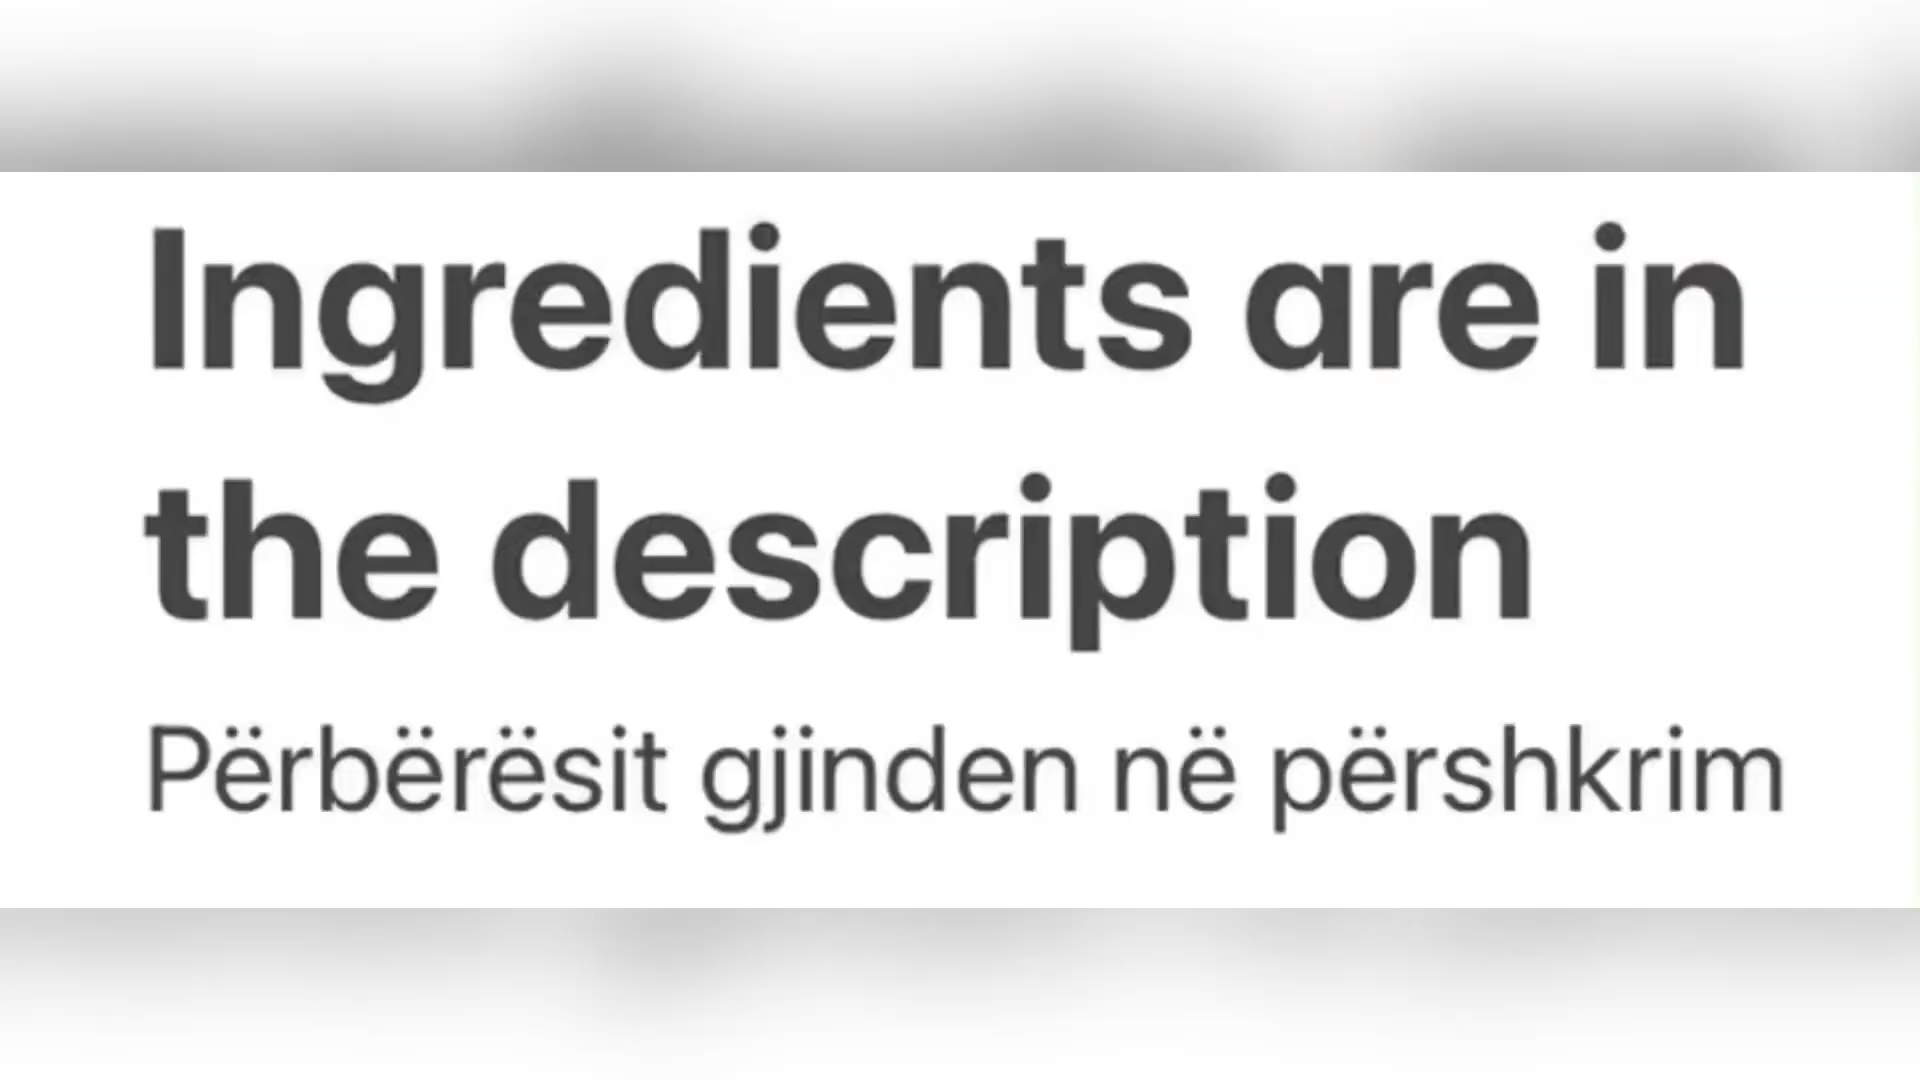 Ingredients are in
the description
Përbërësit gjinden në përshkrim